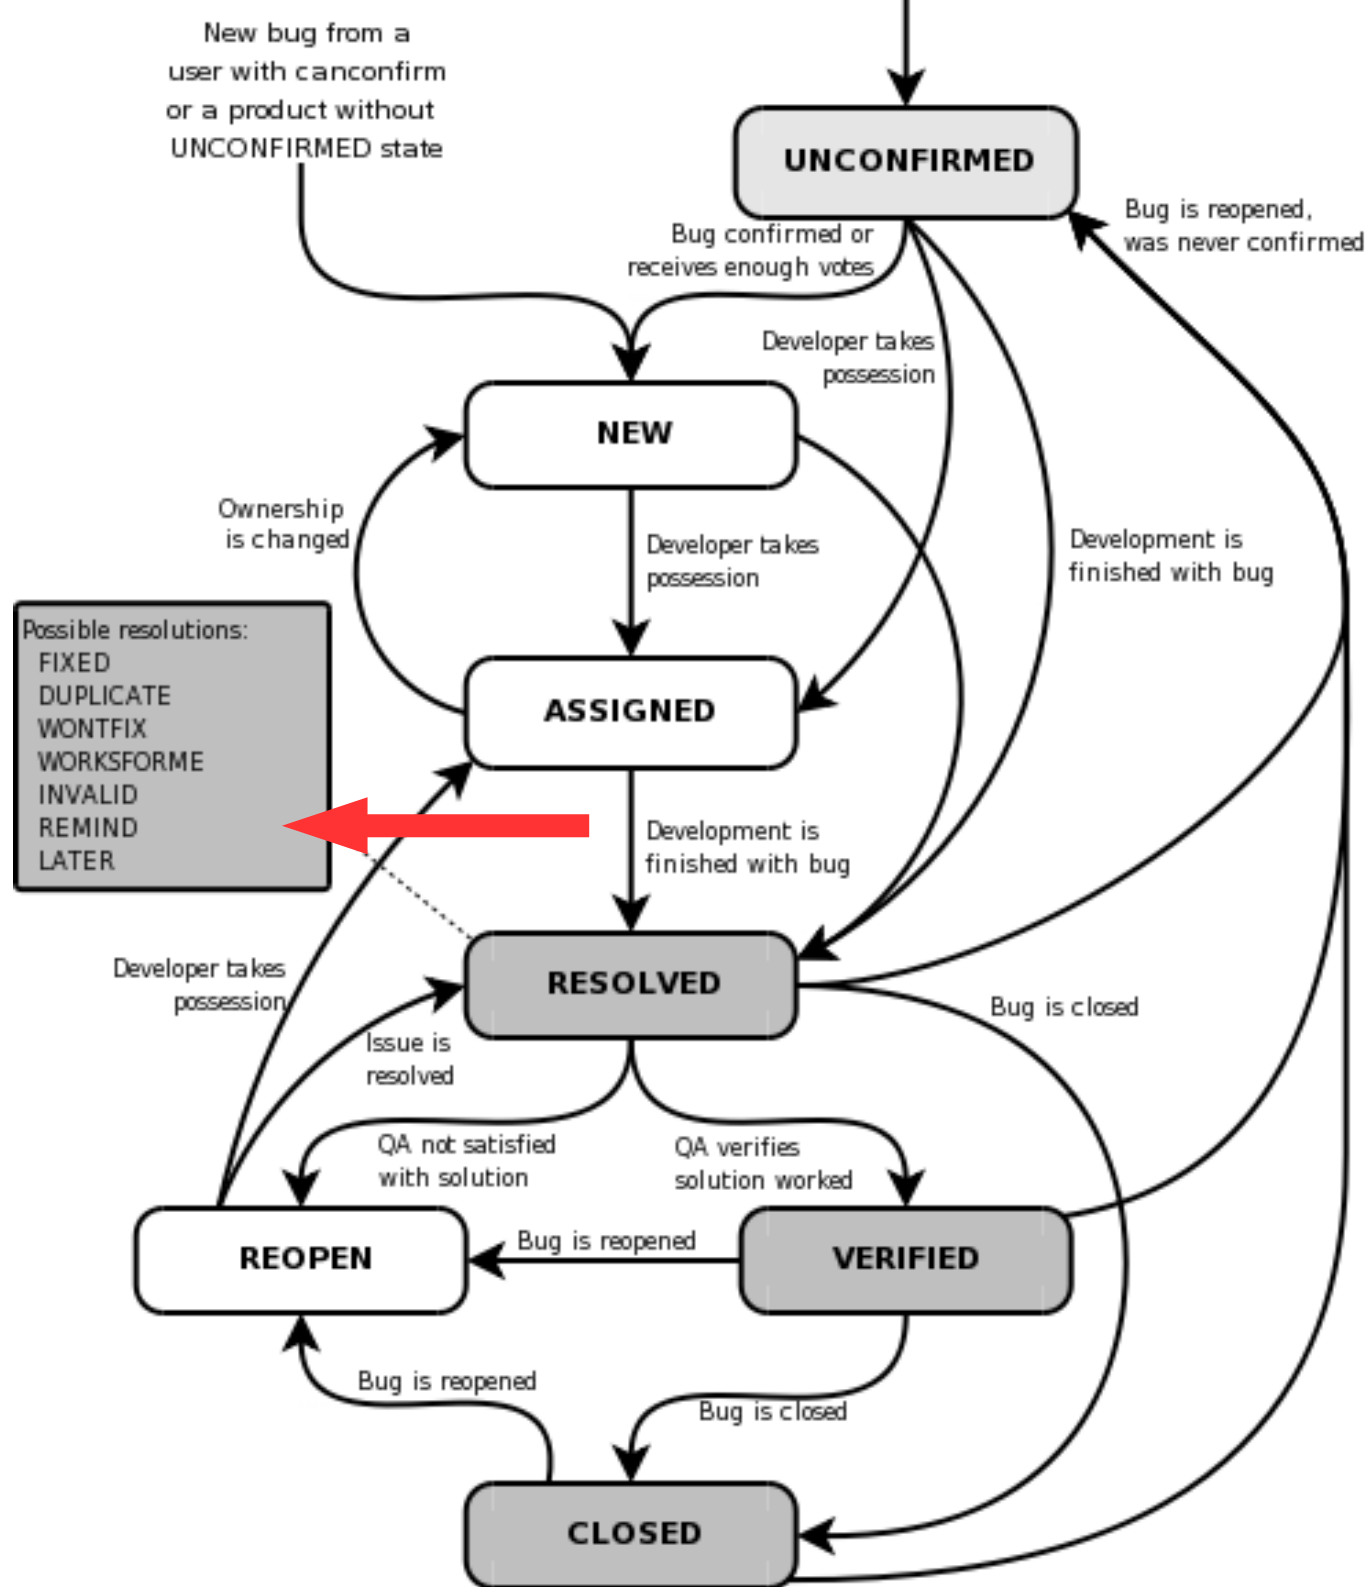 New bug from a
user with canconfirm
or a product without
UNCONFIRMED state
UNCONFIRMED
Bug is reopened,
was never confirmed
Bug confirmed or
receives enough votes
Developer takes
possession
NEW
Ownership
is changed
Developer takes
possession
Development is
finished with bug
Possible resolutions:
FIXED
DUPLICATE
WONTFIX
WORKSFORME
INVALID
REMIND
LATER
ASSIGNED
Development is
finished with bug
Developer takes
possession
RESOLVED
Bug is closed
Issue is
resolved
QA not satisfied
with solution
QA verifies
solution worked
REOPEN
Bug is reopened
VERIFIED
Bug is reopened
Bug is closed
CLOSED